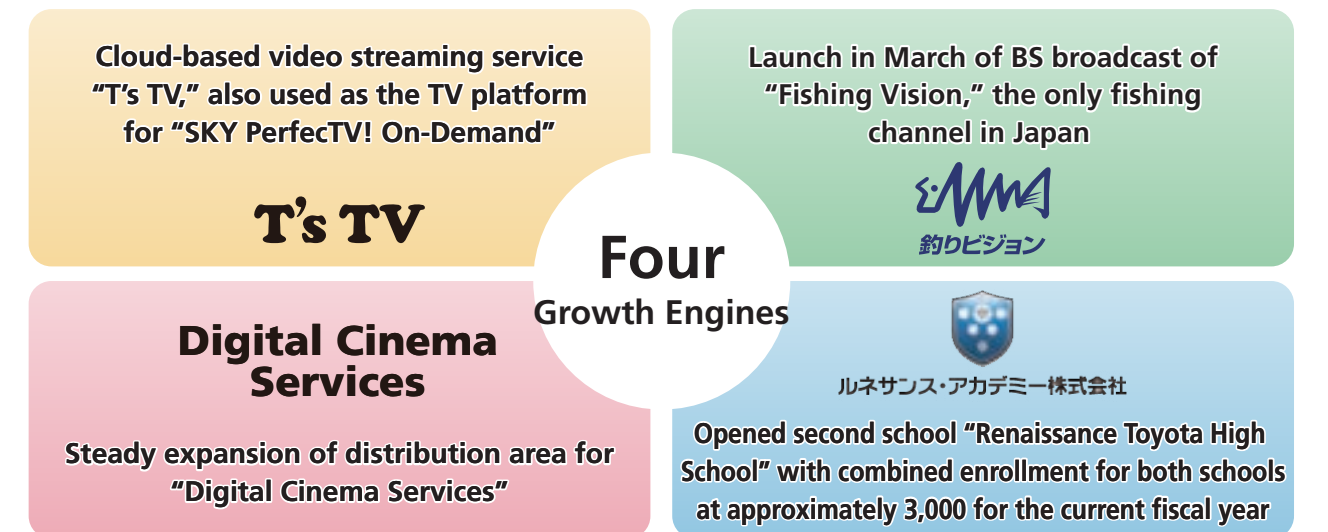 Cloud-based video streaming service
“T’s TV,” also used as the TV platform
for “SKY PerfecTV! On-Demand”
T’s TV
Launch in March of BS broadcast of
“Fishing Vision,” the only fishing
channel in Japan
釣りビジョン
Four
Growth Engines
Digital Cinema
Services
Steady expansion of distribution area for
“Digital Cinema Services”
ルネサンス・アカデミー株式会社
Opened second school “Renaissance Toyota High
School” with combined enrollment for both schools
at approximately 3,000 for the current fiscal year